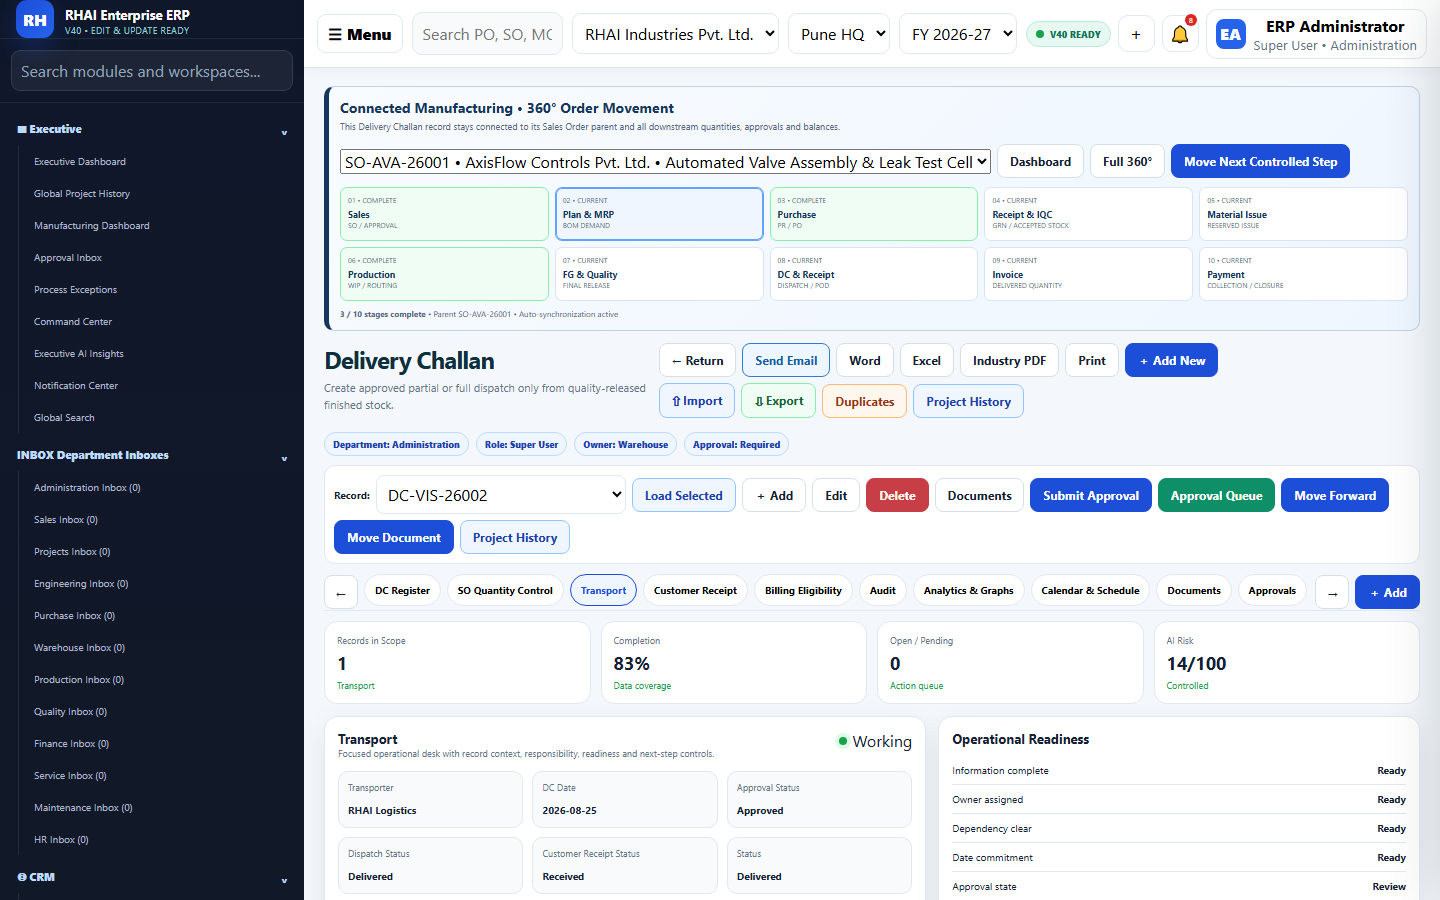 RH
RHAI Enterprise ERP
V40 • EDIT & UPDATE READY
Search modules and workspaces...
Executive
Executive Dashboard
Global Project History
Manufacturing Dashboard
Approval Inbox
Process Exceptions
Command Center
Executive AI Insights
Notification Center
Global Search
INBOX Department Inboxes
Administration Inbox (0)
Sales Inbox (0)
Projects Inbox (0)
Engineering Inbox (0)
Purchase Inbox (0)
Warehouse Inbox (0)
Production Inbox (0)
Quality Inbox (0)
Finance Inbox (0)
Service Inbox (0)
Maintenance Inbox (0)
HR Inbox (0)
CRM
☰ Menu
Search PO, SO, MC
RHAI Industries Pvt. Ltd.
Pune HQ
FY 2026-27
V40 READY
+
8
EA
ERP Administrator
Super User • Administration
Connected Manufacturing • 360° Order Movement
This Delivery Challan record stays connected to its Sales Order parent and all downstream quantities, approvals and balances.
SO-AVA-26001 • AxisFlow Controls Pvt. Ltd. • Automated Valve Assembly & Leak Test Cell
Dashboard
Full 360°
Move Next Controlled Step
01 • COMPLETE
Sales
SO / APPROVAL
02 • CURRENT
Plan & MRP
BOM DEMAND
03 • COMPLETE
Purchase
PR / PO
04 • CURRENT
Receipt & IQC
GRN / ACCEPTED STOCK
05 • CURRENT
Material Issue
RESERVED ISSUE
06 • COMPLETE
Production
WIP / ROUTING
07 • CURRENT
FG & Quality
FINAL RELEASE
08 • CURRENT
DC & Receipt
DISPATCH / POD
09 • CURRENT
Invoice
DELIVERED QUANTITY
10 • CURRENT
Payment
COLLECTION / CLOSURE
3 / 10 stages complete • Parent SO-AVA-26001 • Auto-synchronization active
Delivery Challan
Create approved partial or full dispatch only from quality-released
finished stock.
← Return
Send Email
Word
Excel
Industry PDF
Print
+ Add New
⇧ Import
⇩ Export
Duplicates
Project History
Department: Administration
Role: Super User
Owner: Warehouse
Approval: Required
Record:
DC-VIS-26002
Load Selected
+ Add
Edit
Delete
Documents
Submit Approval
Approval Queue
Move Forward
Move Document
Project History
←
DC Register
SO Quantity Control
Transport
Customer Receipt
Billing Eligibility
Audit
Analytics & Graphs
Calendar & Schedule
Documents
Approvals
→
+ Add
Records in Scope
1
Transport
Completion
83%
Data coverage
Open / Pending
0
Action queue
AI Risk
14/100
Controlled
Transport
Focused operational desk with record context, responsibility, readiness and next-step controls.
Working
Transporter
RHAI Logistics
DC Date
2026-08-25
Approval Status
Approved
Dispatch Status
Delivered
Customer Receipt Status
Received
Status
Delivered
Operational Readiness
Information complete
Ready
Owner assigned
Ready
Dependency clear
Ready
Date commitment
Ready
Approval state
Review